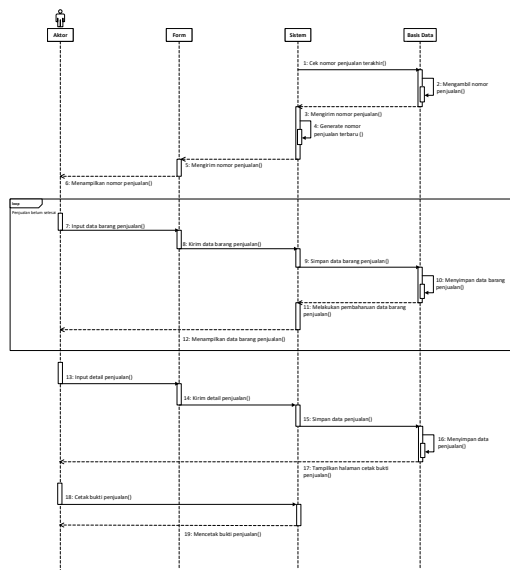 Aktor
Form
Sistem
Basis Data
1: Cek nomor penjualan terakhir()
2: Mengambil nomor
penjualan()
3: Mengirim nomor penjualan()
4: Generate nomor
penjualan terbaru ()
5: Mengirim nomor penjualan()
6: Menampilkan nomor penjualan()
loop
Penjualan belum selesai
7: Input data barang penjualan()
8: Kirim data barang penjualan()
9: Simpan data barang penjualan()
10: Menyimpan data barang
penjualan()
11: Melakukan pembaharuan data barang
penjualan()
12: Menampilkan data barang penjualan()
13: Input detail penjualan()
14: Kirim detail penjualan()
15: Simpan data penjualan()
16: Menyimpan data
penjualan()
17: Tampilkan halaman cetak bukti
penjualan()
18: Cetak bukti penjualan()
19: Mencetak bukti penjualan()